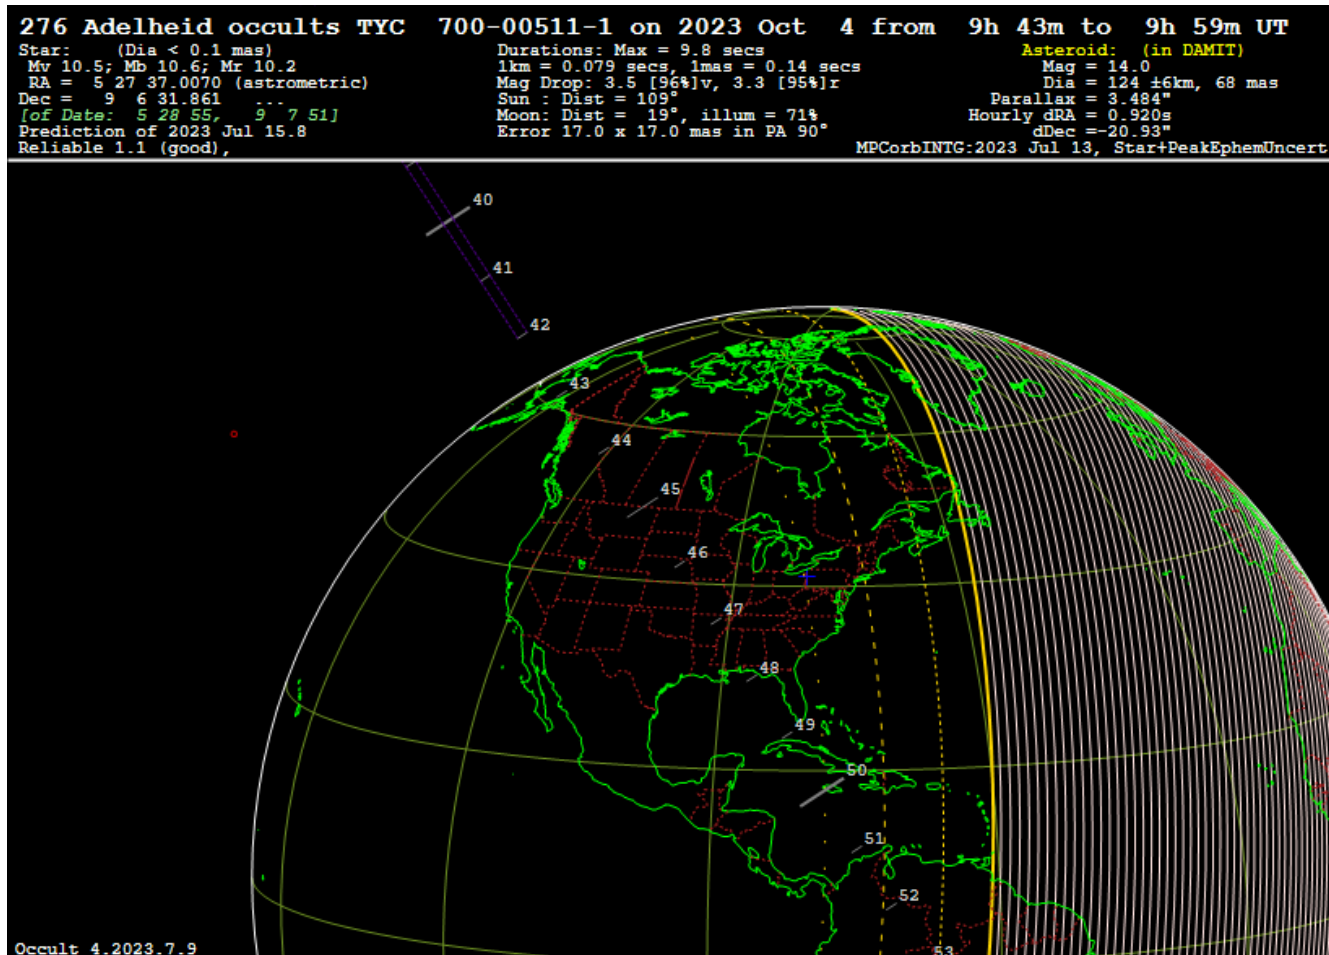 276 Adelheid occults TYC 700-00511-1 on 2023 Oct 4 from 9h 43m to 9h 59m UT
Star: (Dia < 0.1 mas)
Mv 10.5; Mb 10.6; Mr 10.2
RA = 5 27 37.0070 (astrometric)
Dec = 9 6 31.861 ...
[of Date: 5 28 55, 9 7 51]
Prediction of 2023 Jul 15.8
Reliable 1.1 (good),
Durations: Max = 9.8 secs
1km = 0.079 secs, 1mas = 0.14 secs
Mag Drop: 3.5 [96%]v, 3.3 [95%]r
Sun : Dist = 109°
Moon: Dist = 19°, illum = 71%
Error 17.0 x 17.0 mas in PA 90°
Asteroid: (in DAMIT)
Mag = 14.0
Dia = 124 ±6km, 68 mas
Parallax = 3.484"
Hourly dRA = 0.920s
dDec =-20.93"
MPCorbINTG:2023 Jul 13, Star+PeakEphemUncert
40
41
42
43
44
45
46
47
48
49
50
51
52
53
Occult 4.2023.7.9